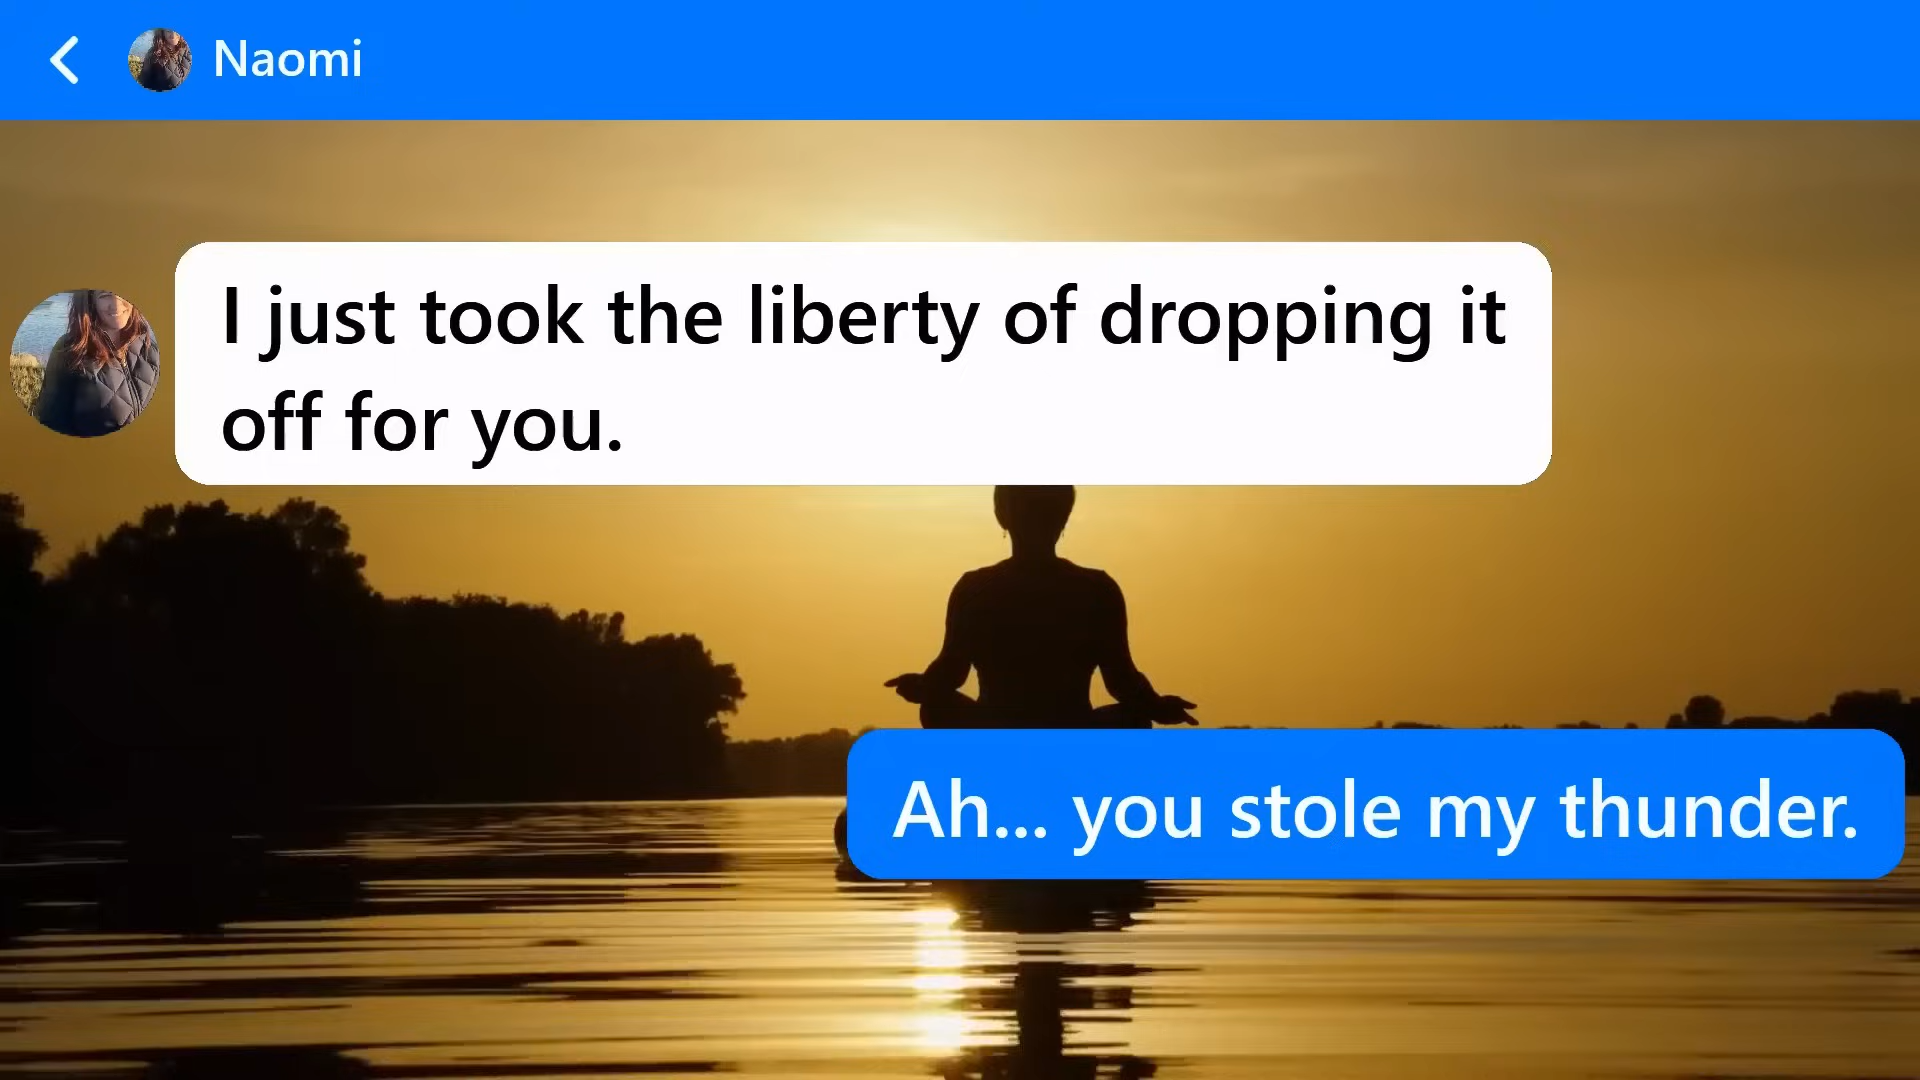 Naomi
I just took the liberty of dropping it
off for you.
Ah... you stole my thunder.